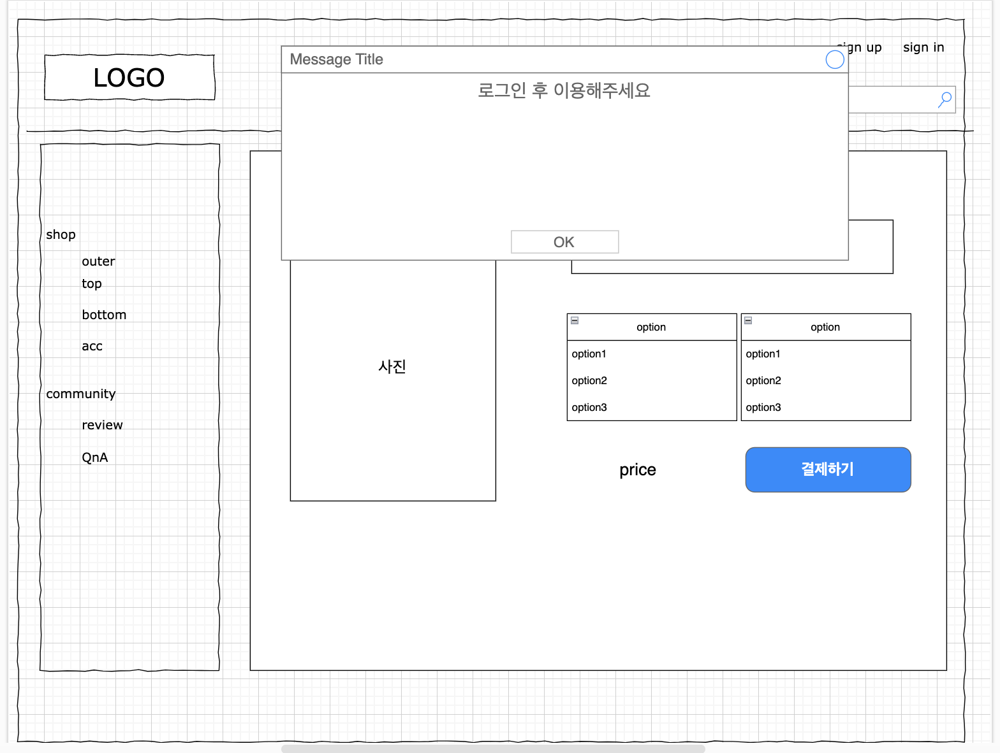 sign up
sign in
LOGO
Message Title
로그인 후 이용해주세요
OK
shop
outer
top
bottom
acc
community
review
QnA
사진
option
option1
option2
option3
option
option1
option2
option3
price
결제하기